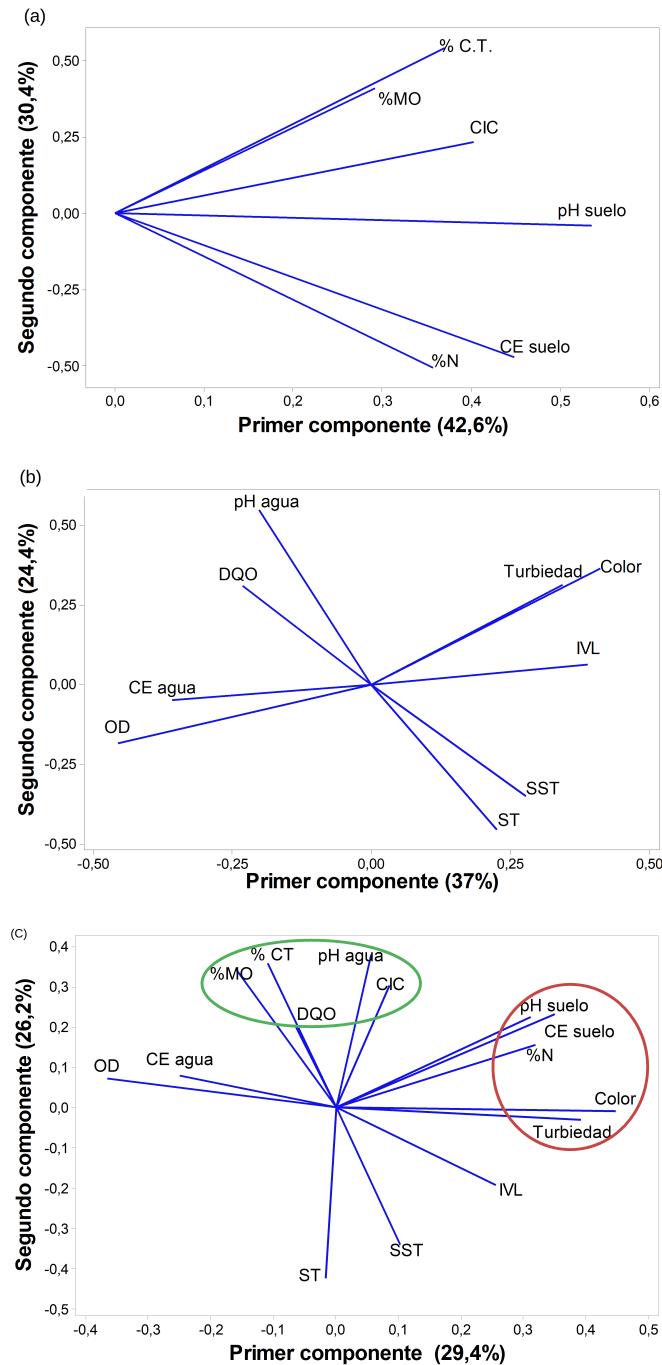 (a)
Segundo componente (30,4%)
0,50
0,25
0,00
-0,25
-0,50
% C.T.
%MO
CIC
pH suelo
CE suelo
%N
0,0 0,1 0,2 0,3 0,4 0,5 0,6
Primer componente (42,6%)
(b)
Segundo componente (24,4%)
0,50
0,25
0,00
-0,25
-0,50
pH agua
DQO
Turbiedad
Color
IVL
CE agua
OD
SST
ST
-0,50 -0,25 0,00 0,25 0,50
Primer componente (37%)
(C)
Segundo componente (26,2%)
0,4
0,3
0,2
0,1
0,0
-0,1
-0,2
-0,3
-0,4
-0,5
% CT
pH agua
%MO
CIC
DQO
pH suelo
CE suelo
%N
OD
CE agua
Color
Turbiedad
IVL
SST
ST
-0,4 -0,3 -0,2 -0,1 0,0 0,1 0,2 0,3 0,4 0,5
Primer componente (29,4%)